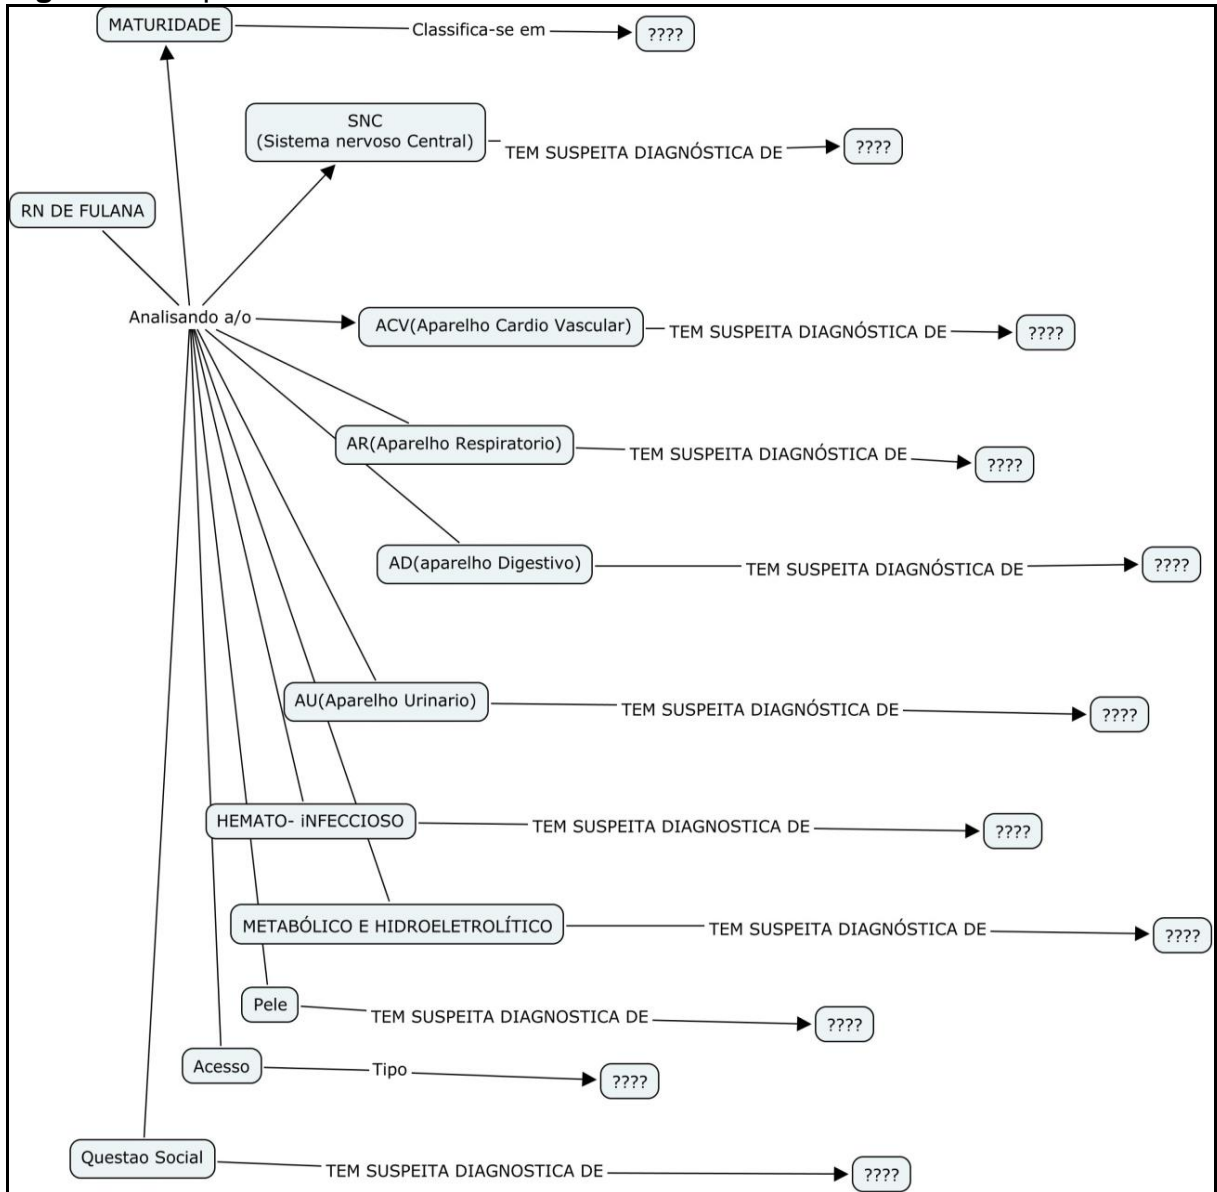 MATURIDADE
Classifica-se em
????
SNC
(Sistema nervoso Central)
TEM SUSPEITA DIAGNÓSTICA DE
????
RN DE FULANA
Analisando a/o
ACV(Aparelho Cardio Vascular)
TEM SUSPEITA DIAGNÓSTICA DE
????
AR(Aparelho Respiratorio)
TEM SUSPEITA DIAGNÓSTICA DE
????
AD(aparelho Digestivo)
TEM SUSPEITA DIAGNÓSTICA DE
????
AU(Aparelho Urinario)
TEM SUSPEITA DIAGNÓSTICA DE
????
HEMATO- iNFECCIOSO
TEM SUSPEITA DIAGNOSTICA DE
????
METABÓLICO E HIDROELETROLÍTICO
TEM SUSPEITA DIAGNÓSTICA DE
????
Pele
TEM SUSPEITA DIAGNOSTICA DE
????
Acesso
Tipo
????
Questao Social
TEM SUSPEITA DIAGNOSTICA DE
????